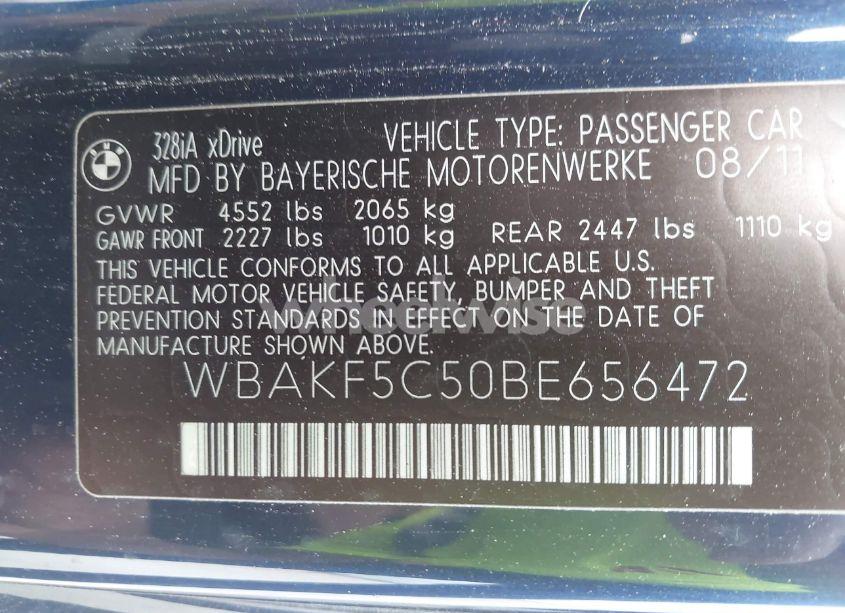 BMW
328iA xDrive VEHICLE TYPE: PASSENGER CAR
MFD BY BAYERISCHE MOTORENWERKE 08/11
GVWR 4552 lbs 2065 kg
GAWR FRONT 2227 lbs 1010 kg REAR 2447 lbs 1110 kg
THIS VEHICLE CONFORMS TO ALL APPLICABLE U.S.
FEDERAL MOTOR VEHICLE SAFETY, BUMPER AND THEFT
PREVENTION STANDARDS IN EFFECT ON THE DATE OF
MANUFACTURE SHOWN ABOVE.
wheelwise
WBAKF5C50BE656472